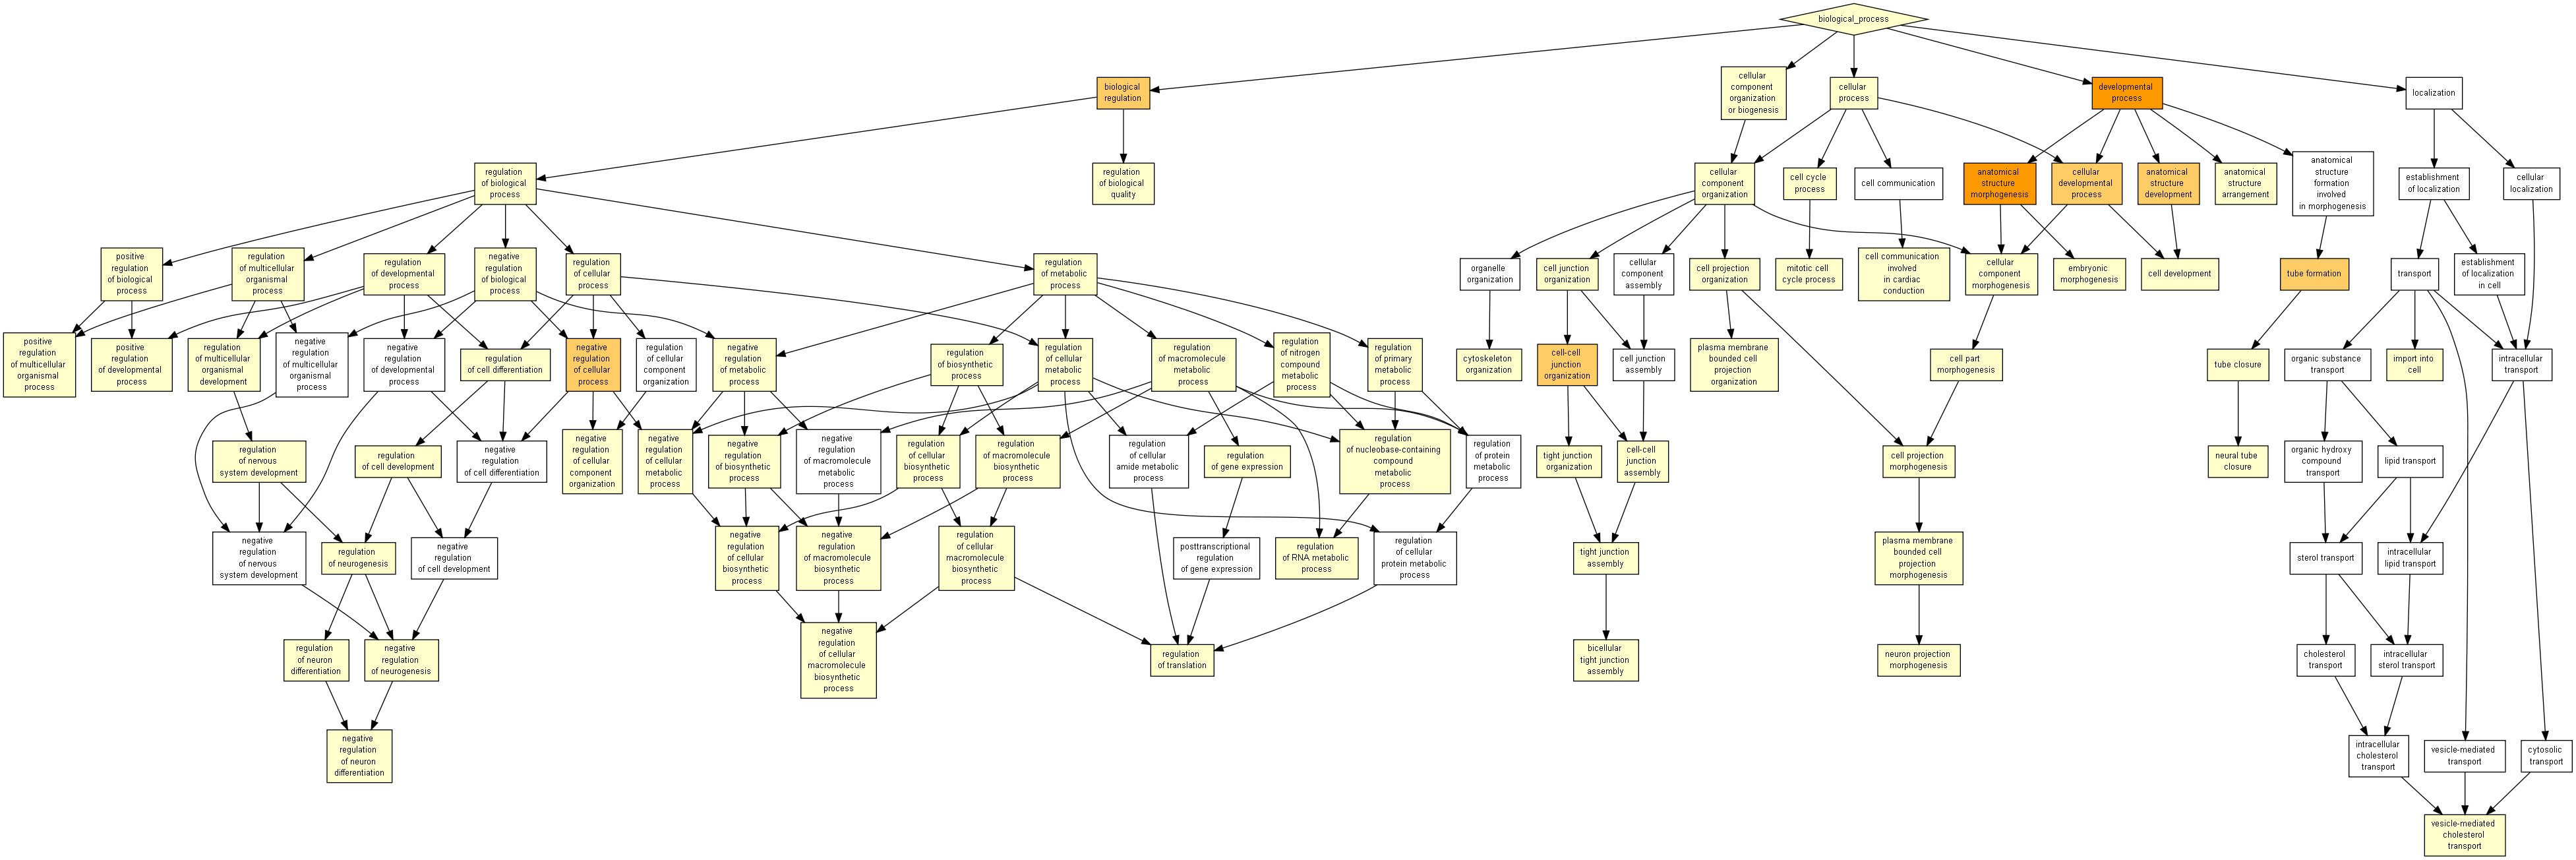 biological_process
biological
regulation
cellular
component
organization
or biogenesis
cellular
process
developmental
process
localization
regulation
of biological
process
regulation
of biological
quality
cellular
component
organization
cell cycle
process
cell communication
anatomical
structure
morphogenesis
cellular
developmental
process
anatomical
structure
development
anatomical
structure
arrangement
anatomical
structure
formation
involved
in morphogenesis
establishment
of localization
cellular
localization
positive
regulation
of biological
process
regulation
of multicellular
organismal
process
regulation
of developmental
process
negative
regulation
of biological
process
regulation
of cellular
process
regulation
of metabolic
process
organelle
organization
cell junction
organization
cellular
component
assembly
cell projection
organization
mitotic cell
cycle process
cell communication
involved
in cardiac
conduction
cellular
component
morphogenesis
embryonic
morphogenesis
cell development
tube formation
transport
establishment
of localization
in cell
positive
regulation
of multicellular
organismal
process
positive
regulation
of developmental
process
regulation
of multicellular
organismal
development
negative
regulation
of multicellular
organismal
process
negative
regulation
of developmental
process
regulation
of cell differentiation
negative
regulation
of cellular
process
regulation
of cellular
component
organization
negative
regulation
of metabolic
process
regulation
of biosynthetic
process
regulation
of cellular
metabolic
process
regulation
of macromolecule
metabolic
process
regulation
of nitrogen
compound
metabolic
process
regulation
of primary
metabolic
process
cytoskeleton
organization
cell-cell
junction
organization
cell junction
assembly
plasma membrane
bounded cell
projection
organization
cell part
morphogenesis
tube closure
organic substance
transport
import into
cell
intracellular
transport
regulation
of nervous
system development
regulation
of cell development
negative
regulation
of cell differentiation
negative
regulation
of cellular
component
organization
negative
regulation
of cellular
metabolic
process
negative
regulation
of biosynthetic
process
negative
regulation
of macromolecule
metabolic
process
regulation
of cellular
biosynthetic
process
regulation
of macromolecule
biosynthetic
process
regulation
of cellular
amide metabolic
process
regulation
of gene expression
regulation
of nucleobase-containing
compound
metabolic
process
regulation
of protein
metabolic
process
tight junction
organization
cell-cell
junction
assembly
cell projection
morphogenesis
neural tube
closure
organic hydroxy
compound
transport
lipid transport
negative
regulation
of nervous
system development
regulation
of neurogenesis
negative
regulation
of cell development
negative
regulation
of cellular
biosynthetic
process
negative
regulation
of macromolecule
biosynthetic
process
regulation
of cellular
macromolecule
biosynthetic
process
posttranscriptional
regulation
of gene expression
regulation
of RNA metabolic
process
regulation
of cellular
protein metabolic
process
tight junction
assembly
plasma membrane
bounded cell
projection
morphogenesis
sterol transport
intracellular
lipid transport
regulation
of neuron
differentiation
negative
regulation
of neurogenesis
negative
regulation
of cellular
macromolecule
biosynthetic
process
regulation
of translation
bicellular
tight junction
assembly
neuron projection
morphogenesis
cholesterol
transport
intracellular
sterol transport
negative
regulation
of neuron
differentiation
intracellular
cholesterol
transport
vesicle-mediated
transport
cytosolic
transport
vesicle-mediated
cholesterol
transport